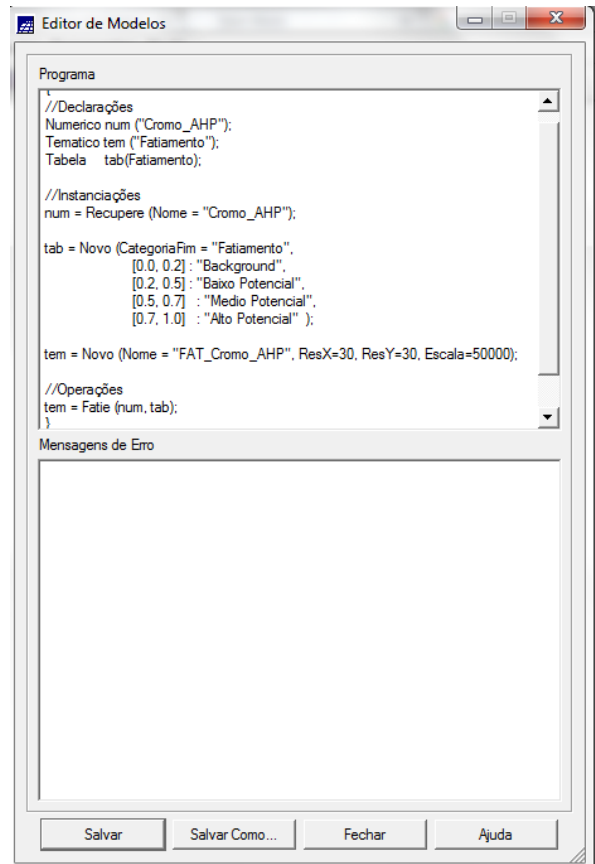 Editor de Modelos
Programa
{
//Declarações
Numerico num ("Cromo_AHP");
Tematico tem ("Fatiamento");
Tabela tab(Fatiamento);
//Instanciações
num = Recupere (Nome = "Cromo_AHP");
tab = Novo (CategoriaFim = "Fatiamento",
[0.0, 0.2] : "Background",
[0.2, 0.5] : "Baixo Potencial",
[0.5, 0.7] : "Medio Potencial",
[0.7, 1.0] : "Alto Potencial" );
tem = Novo (Nome = "FAT_Cromo_AHP", ResX=30, ResY=30, Escala=50000);
//Operações
tem = Fatie (num, tab);
}
Mensagens de Erro
Salvar Salvar Como... Fechar Ajuda